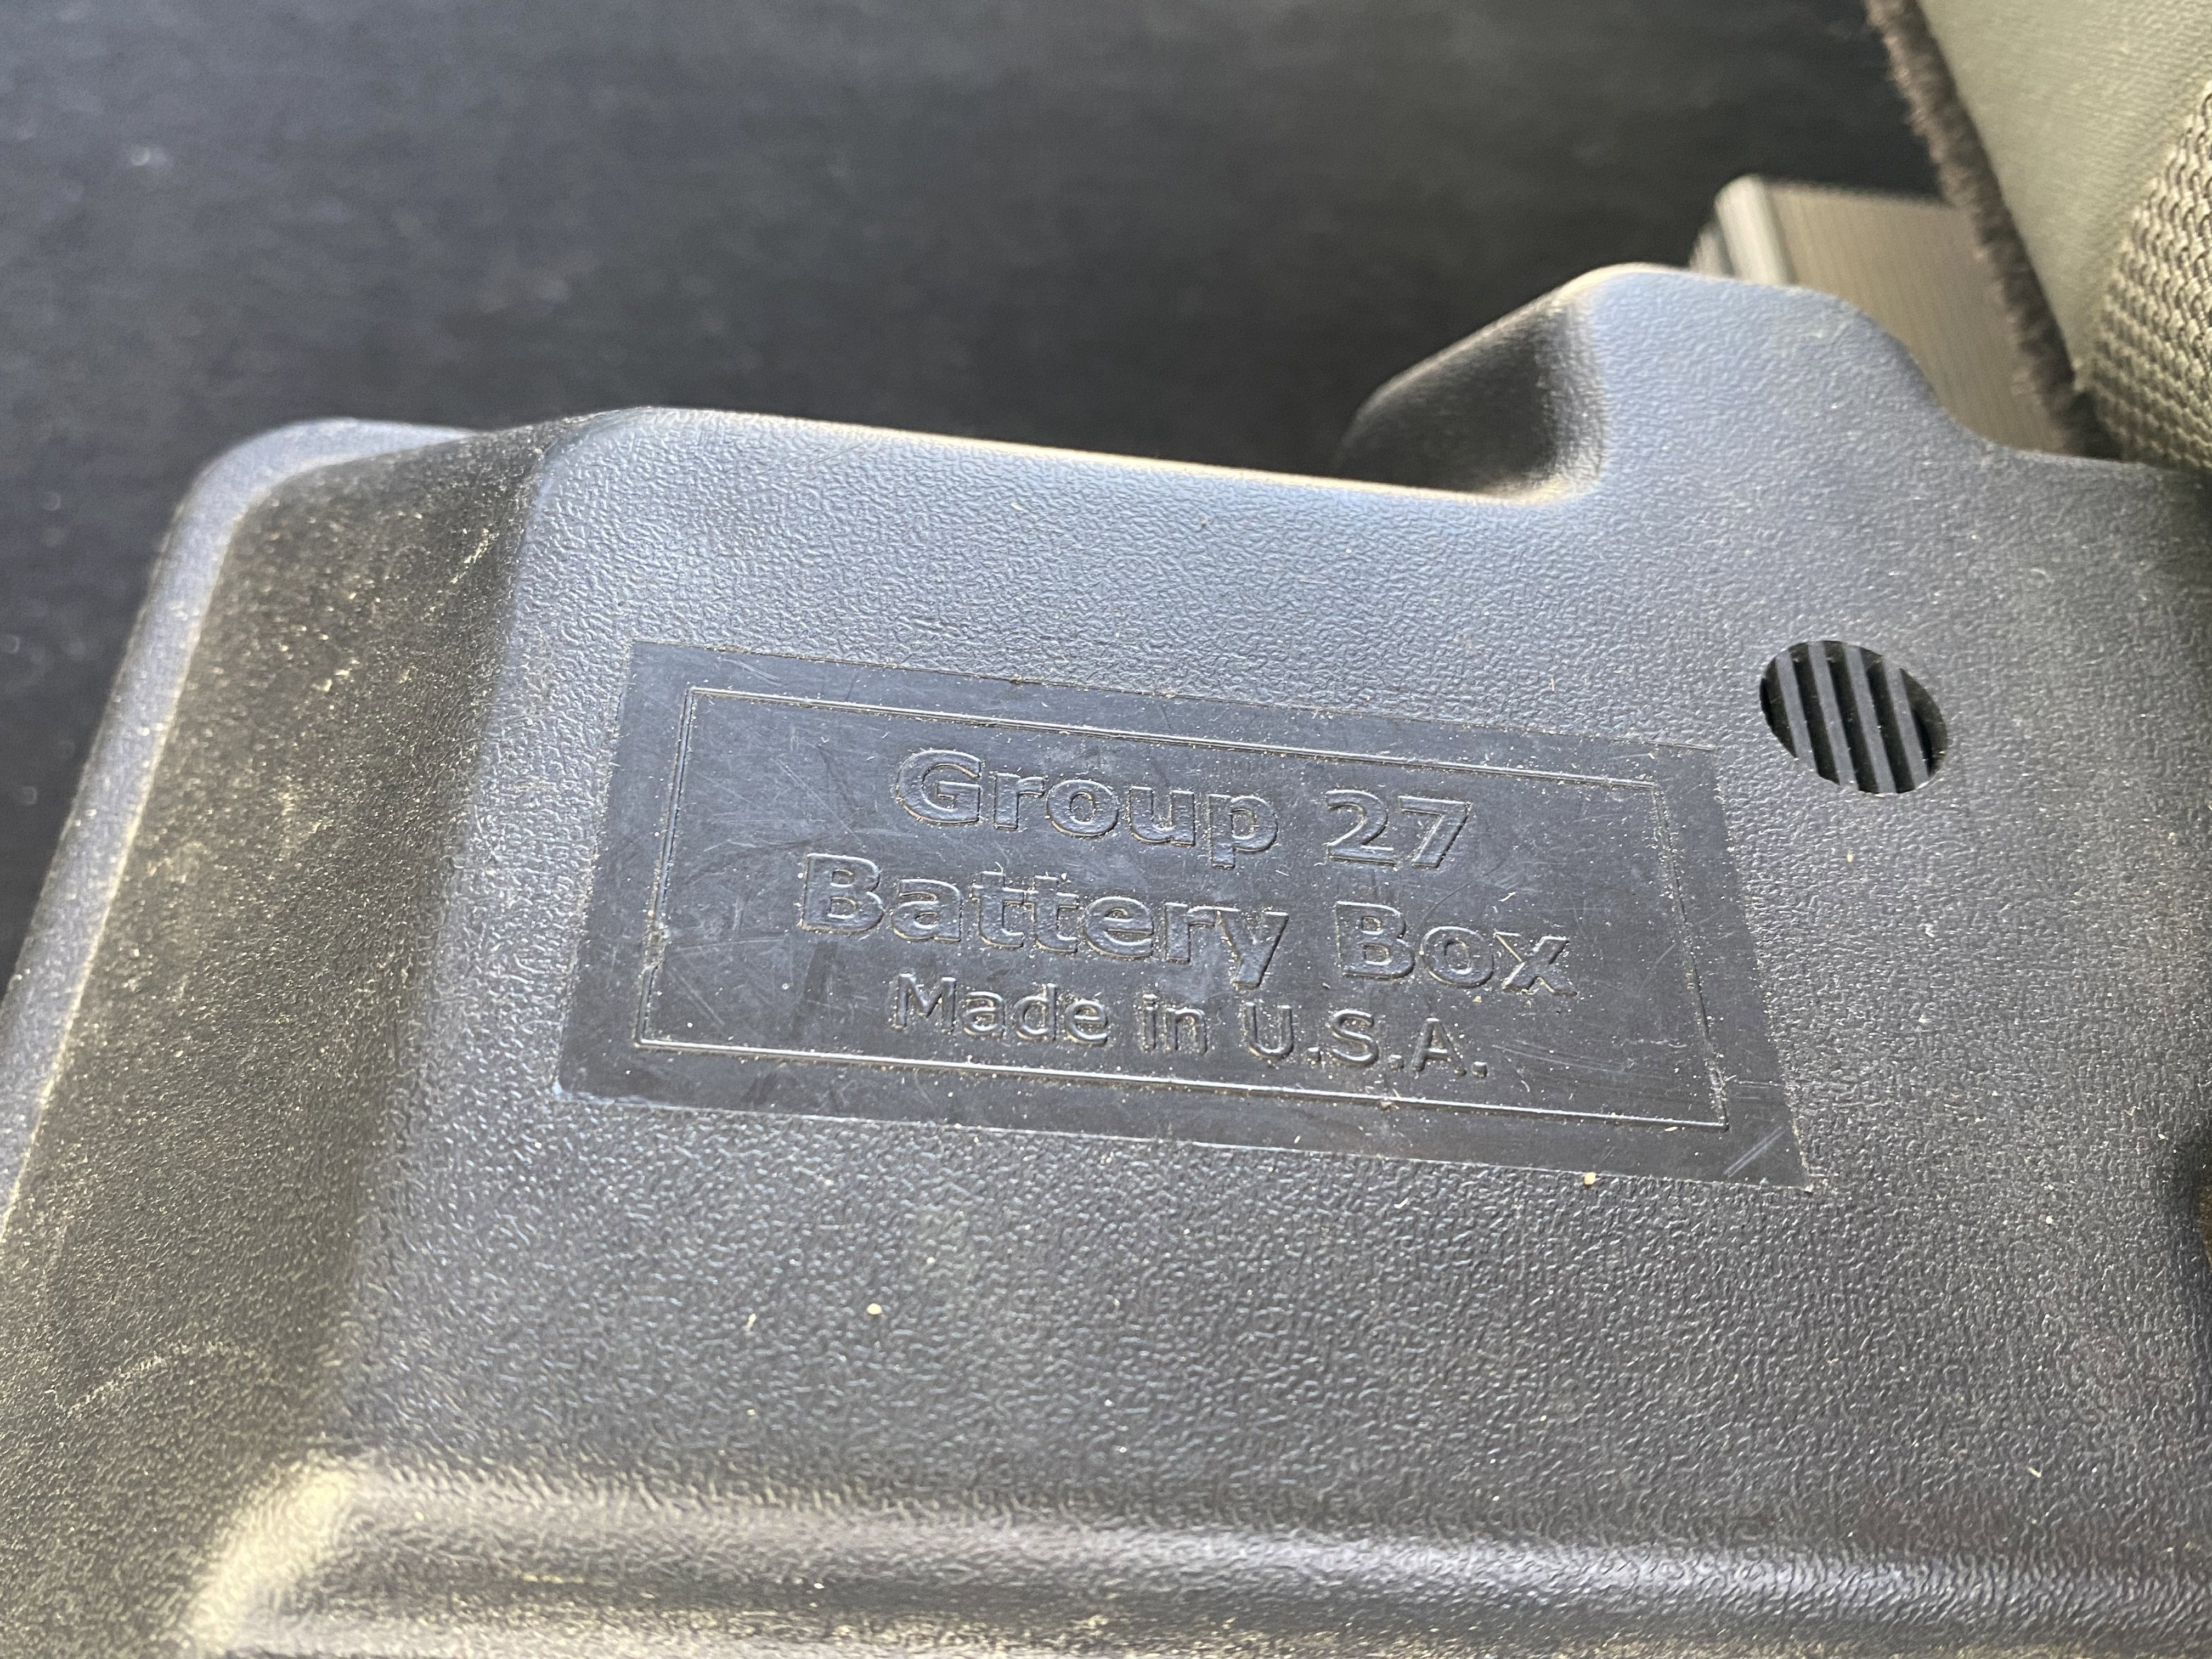 Group 27
Battery Box
Made in U.S.A.